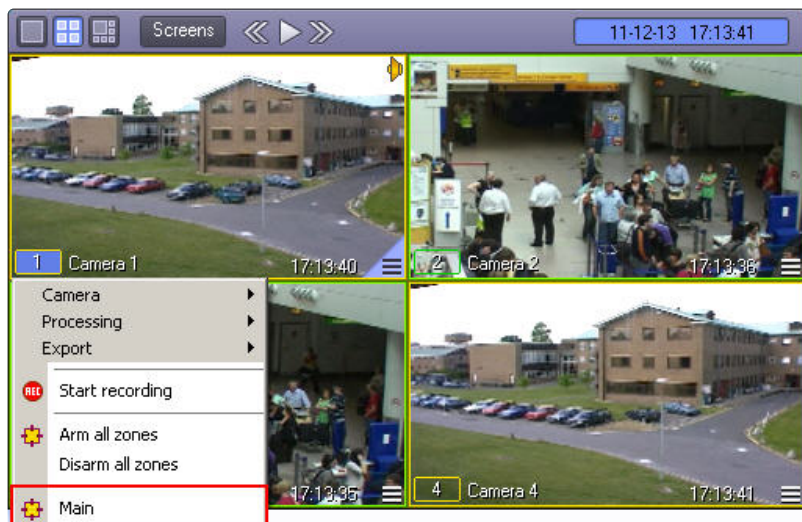 Screens
11-12-13 17:13:41
1 Camera 1 17:13:40
2 Camera 2 17:13:36
Camera
Processing
Export
Start recording
REC
Arm all zones
Disarm all zones
Main
17:13:35
4 Camera 4 17:13:41